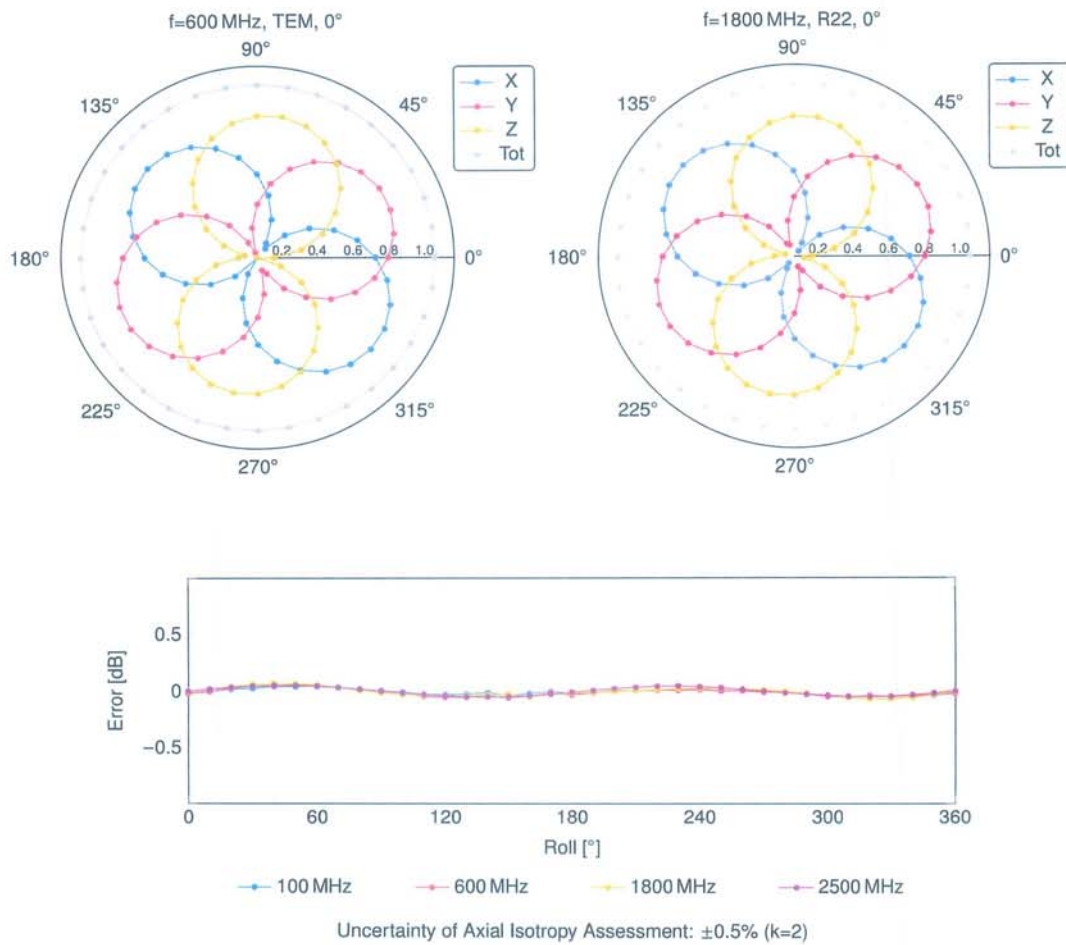 f=600 MHz, TEM, 0°
90°
135°
45°
X
Y
Z
Tot
180°
0.2 0.4 0.6 0.8 1.0
0°
225°
315°
270°
f=1800 MHz, R22, 0°
90°
135°
45°
X
Y
Z
Tot
180°
0.2 0.4 0.6 0.8 1.0
0°
225°
315°
270°
Error [dB]
0.5
0
−0.5
0 60 120 180 240 300 360
Roll [°]
100 MHz 600 MHz 1800 MHz 2500 MHz
Uncertainty of Axial Isotropy Assessment: ±0.5% (k=2)